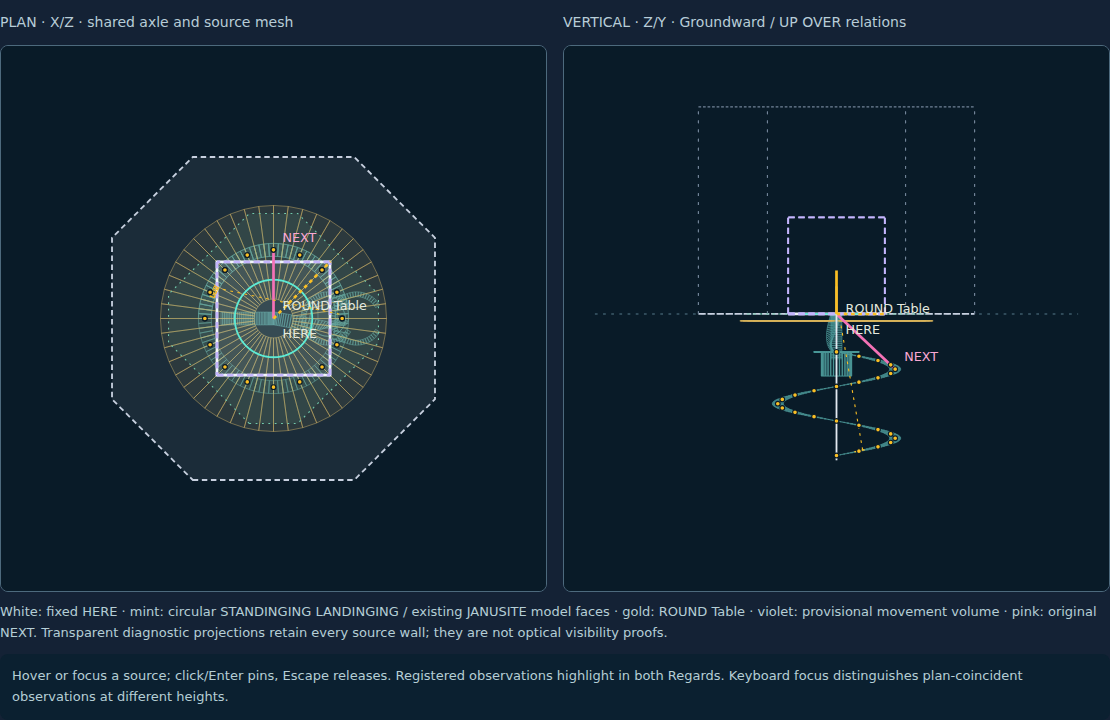 PLAN · X/Z · shared axle and source mesh
VERTICAL · Z/Y · Groundward / UP OVER relations
NEXT
ROUND Table
HERE
ROUND Table
HERE
NEXT
White: fixed HERE · mint: circular STANDINGING LANDINGING / existing JANUSITE model faces · gold: ROUND Table · violet: provisional movement volume · pink: original
NEXT. Transparent diagnostic projections retain every source wall; they are not optical visibility proofs.
Hover or focus a source; click/Enter pins, Escape releases. Registered observations highlight in both Regards. Keyboard focus distinguishes plan-coincident
observations at different heights.